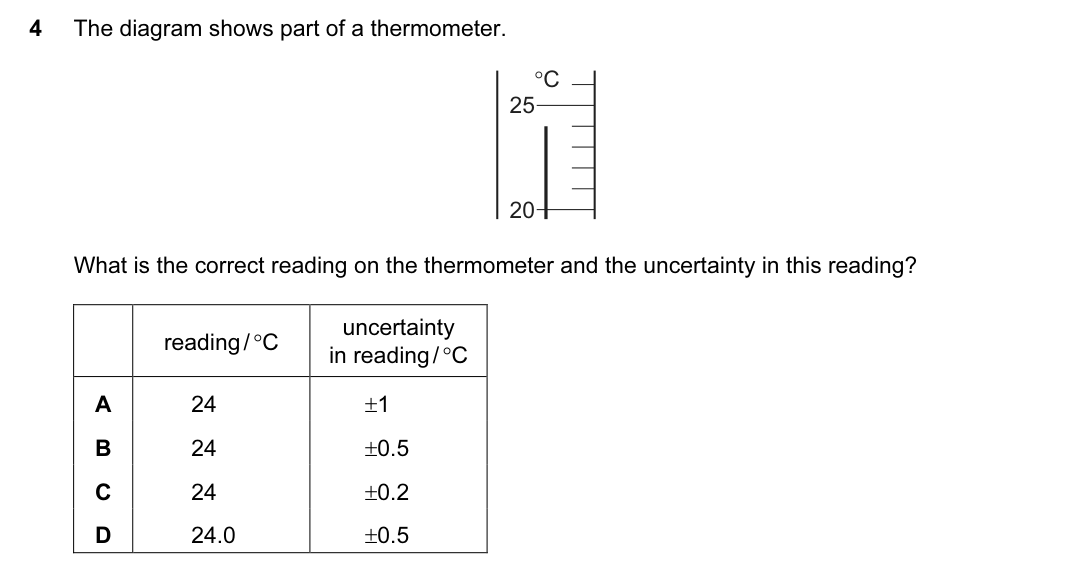 4 The diagram shows part of a thermometer.
°C
25
20
What is the correct reading on the thermometer and the uncertainty in this reading?
reading / °C uncertainty in reading / °C
A 24 ±1
B 24 ±0.5
C 24 ±0.2
D 24.0 ±0.5